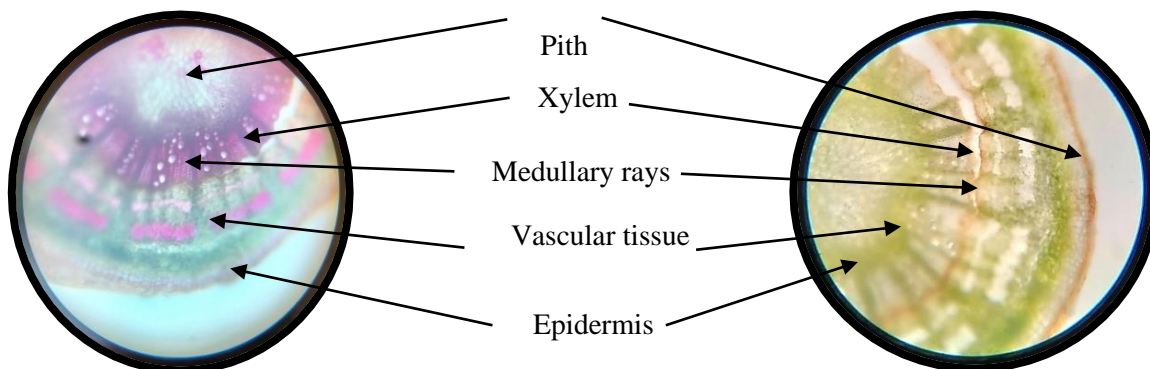 Pith
Xylem
Medullary rays
Vascular tissue
Epidermis